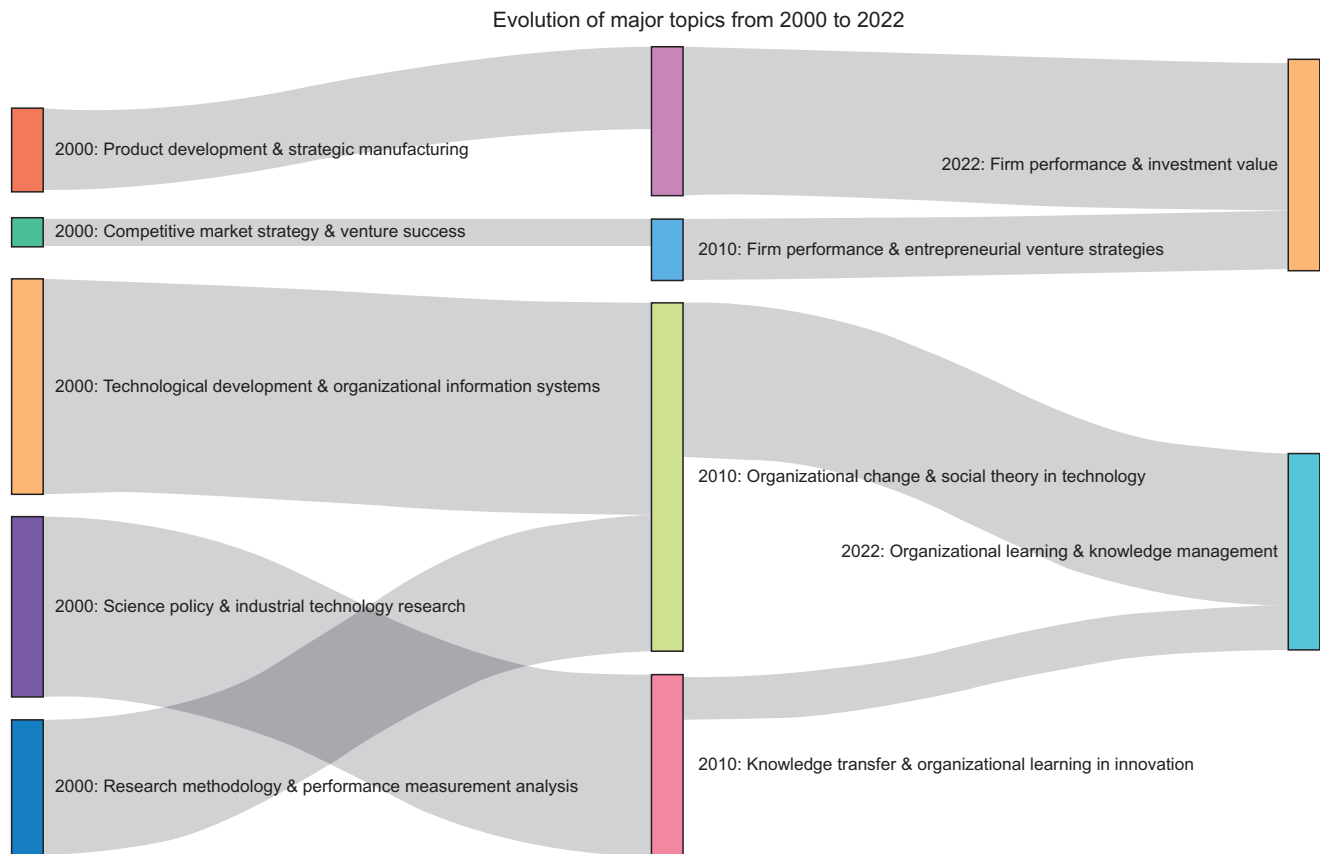 Evolution of major topics from 2000 to 2022
2000: Product development & strategic manufacturing
2022: Firm performance & investment value
2000: Competitive market strategy & venture success
2010: Firm performance & entrepreneurial venture strategies
2000: Technological development & organizational information systems
2010: Organizational change & social theory in technology
2022: Organizational learning & knowledge management
2000: Science policy & industrial technology research
2010: Knowledge transfer & organizational learning in innovation
2000: Research methodology & performance measurement analysis